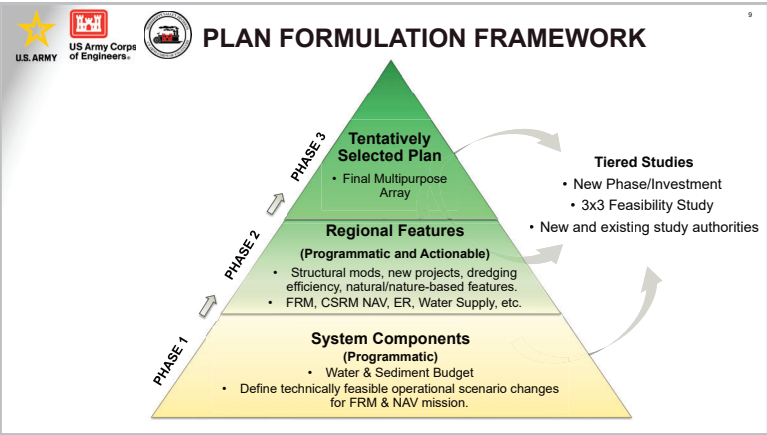 9
U.S. ARMY
US Army Corps
of Engineers®
PLAN FORMULATION FRAMEWORK
PHASE 3
Tentatively
Selected Plan
• Final Multipurpose
Array
Tiered Studies
• New Phase/Investment
• 3x3 Feasibility Study
• New and existing study authorities
PHASE 2
Regional Features
(Programmatic and Actionable)
• Structural mods, new projects, dredging
efficiency, natural/nature-based features.
• FRM, CSRM NAV, ER, Water Supply, etc.
PHASE 1
System Components
(Programmatic)
• Water & Sediment Budget
• Define technically feasible operational scenario changes
for FRM & NAV mission.